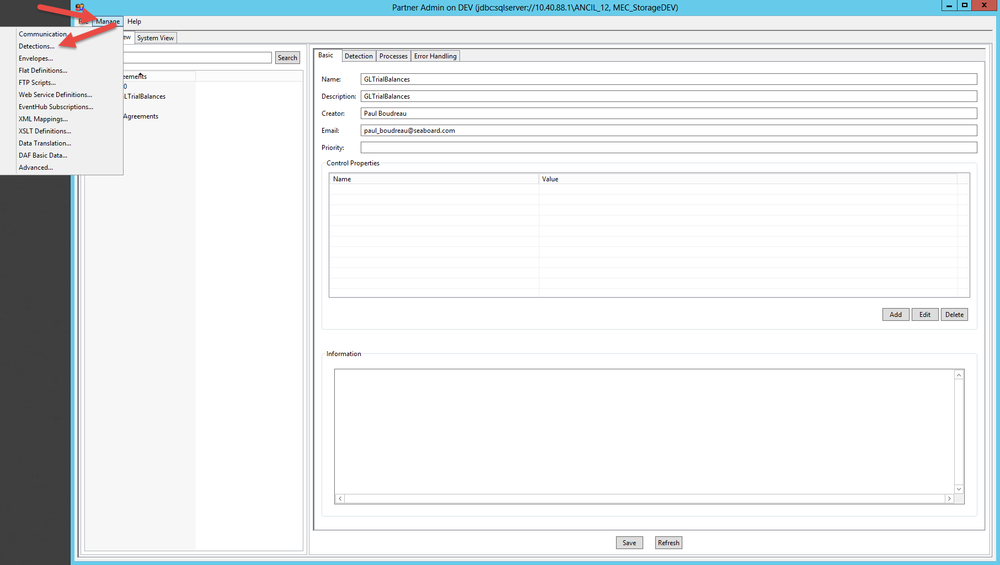 Partner Admin on DEV (jdbc:sqlserver://10.40.88.1\ANCIL_12, MEC_StorageDEV)
Manage Help
Communication
Detections...
Envelopes...
Flat Definitions...
FTP Scripts...
Web Service Definitions...
EventHub Subscriptions...
XML Mappings...
XSLT Definitions...
Data Translation...
DAF Basic Data...
Advanced...
ew System View
Search
eements
0
LTrialBalances
Agreements
Basic Detection Processes Error Handling
Name: GLTrialBalances
Description: GLTrialBalances
Creator: Paul Boudreau
Email: paul_boudreau@seaboard.com
Priority:
Control Properties
Name Value
Add Edit Delete
Information
Save Refresh